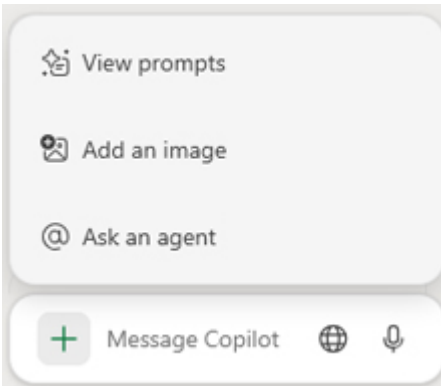 View prompts
Add an image
Ask an agent
Message Copilot